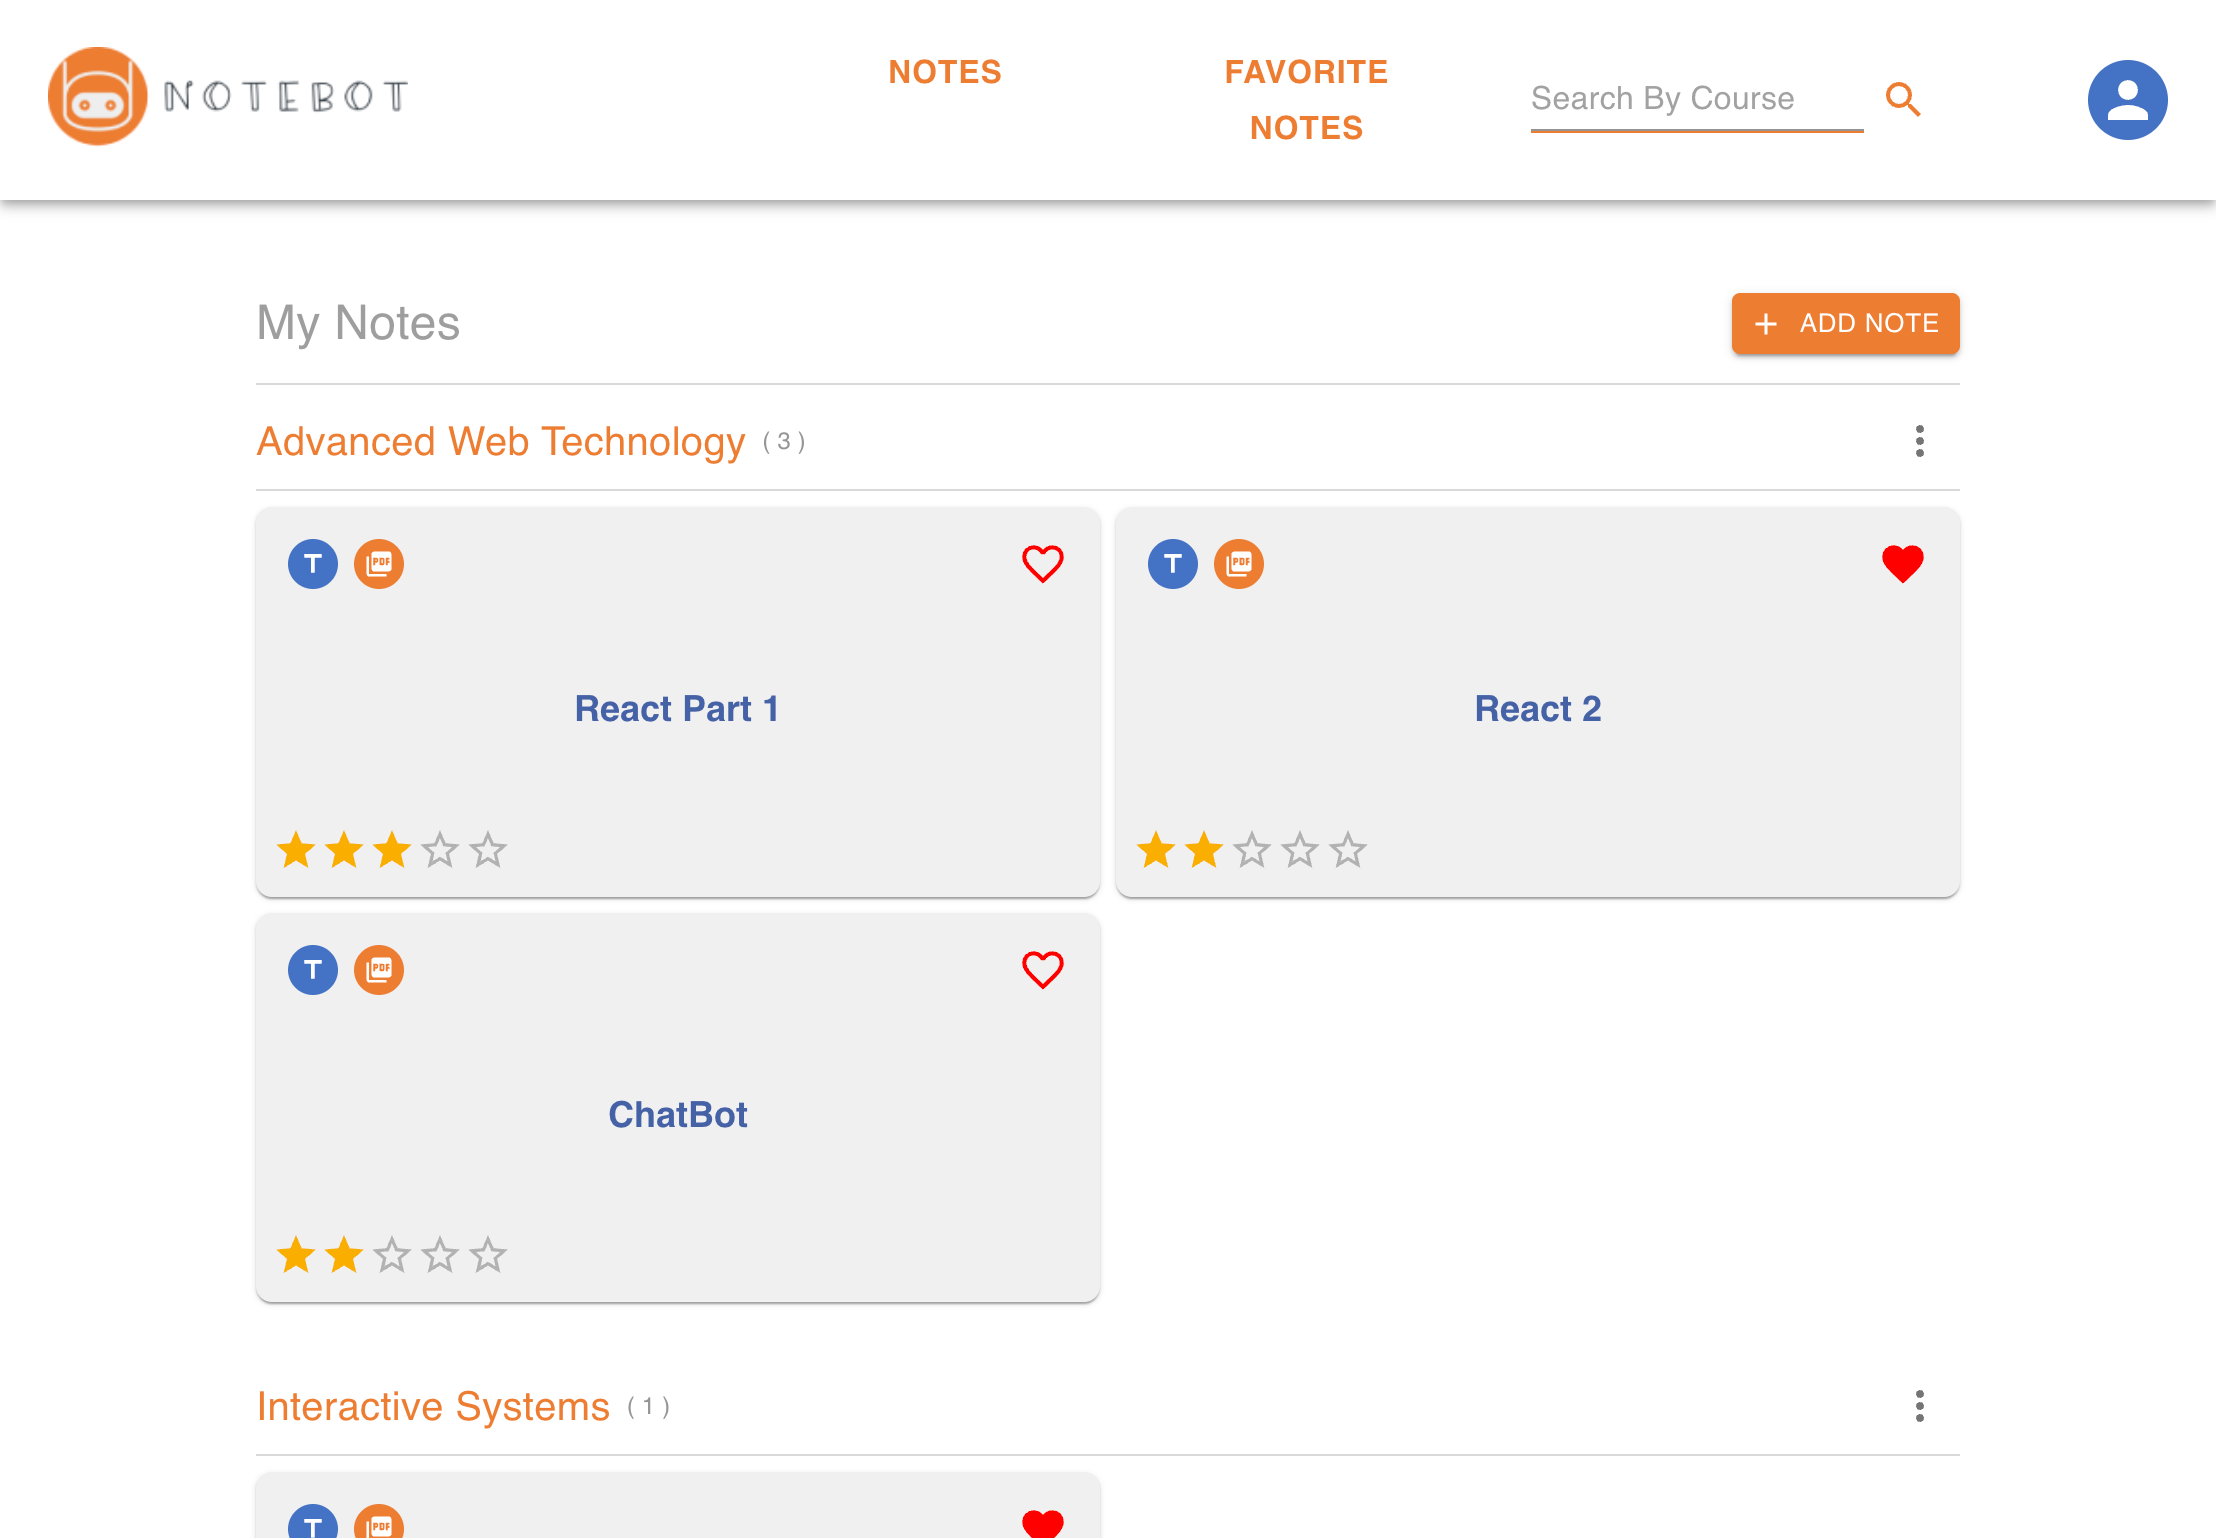 NOTEBOT
NOTES
FAVORITE
NOTES
Search By Course
My Notes
+ ADD NOTE
Advanced Web Technology (3)
T PDF
T PDF
React Part 1
React 2
T PDF
ChatBot
Interactive Systems (1)
T PDF